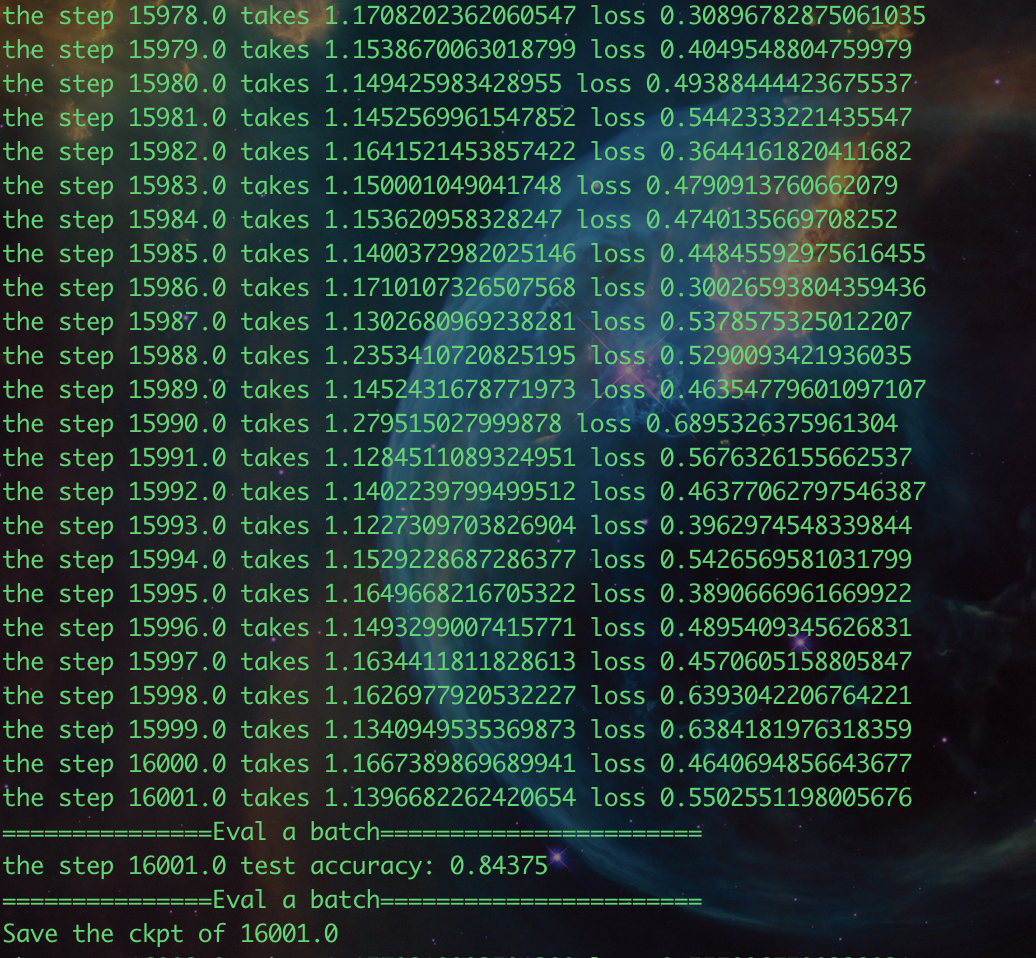 the step 15978.0 takes 1.1708202362060547 loss 0.30896782875061035
the step 15979.0 takes 1.1538670063018799 loss 0.4049548804759979
the step 15980.0 takes 1.149425983428955 loss 0.49388444423675537
the step 15981.0 takes 1.1452569961547852 loss 0.5442333221435547
the step 15982.0 takes 1.1641521453857422 loss 0.3644161820411682
the step 15983.0 takes 1.150001049041748 loss 0.4790913760662079
the step 15984.0 takes 1.153620958328247 loss 0.4740135669708252
the step 15985.0 takes 1.1400372982025146 loss 0.44845592975616455
the step 15986.0 takes 1.1710107326507568 loss 0.30026593804359436
the step 15987.0 takes 1.1302680969238281 loss 0.5378575325012207
the step 15988.0 takes 1.2353410720825195 loss 0.5290093421936035
the step 15989.0 takes 1.1452431678771973 loss 0.46354779601097107
the step 15990.0 takes 1.279515027999878 loss 0.6895326375961304
the step 15991.0 takes 1.1284511089324951 loss 0.5676326155662537
the step 15992.0 takes 1.1402239799499512 loss 0.46377062797546387
the step 15993.0 takes 1.1227309703826904 loss 0.3962974548339844
the step 15994.0 takes 1.1529228687286377 loss 0.5426569581031799
the step 15995.0 takes 1.1649668216705322 loss 0.3890666961669922
the step 15996.0 takes 1.1493299007415771 loss 0.4895409345626831
the step 15997.0 takes 1.1634411811828613 loss 0.4570605158805847
the step 15998.0 takes 1.1626977920532227 loss 0.6393042206764221
the step 15999.0 takes 1.1340949535369873 loss 0.6384181976318359
the step 16000.0 takes 1.1667389869689941 loss 0.4640694856643677
the step 16001.0 takes 1.1396682262420654 loss 0.5502551198005676
===============Eval a batch=======================
the step 16001.0 test accuracy: 0.84375
===============Eval a batch=======================
Save the ckpt of 16001.0